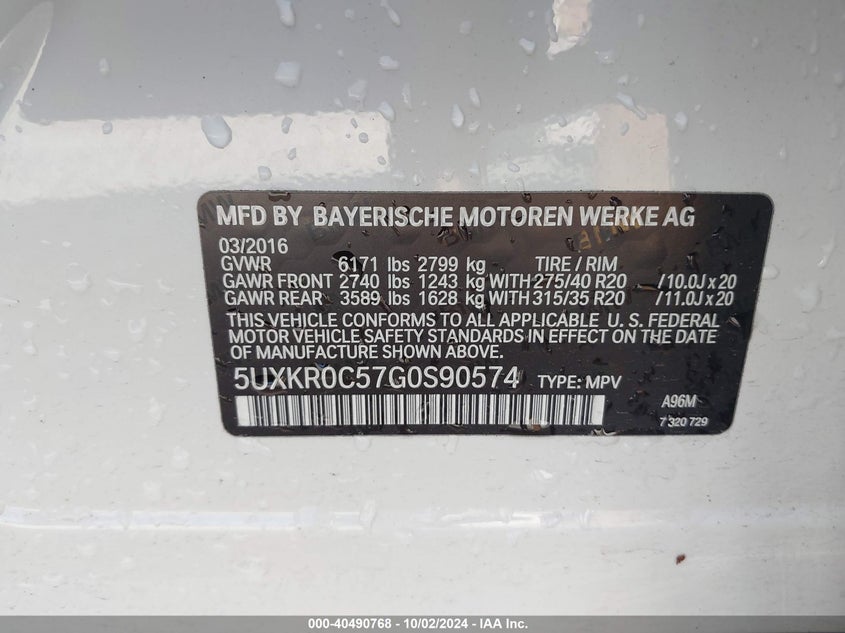 MFD BY BAYERISCHE MOTOREN WERKE AG
03/2016
GVWR 6171 lbs 2799 kg TIRE / RIM
GAWR FRONT 2740 lbs 1243 kg WITH 275/40 R20 / 10.0J x 20
GAWR REAR 3589 lbs 1628 kg WITH 315/35 R20 / 11.0J x 20
THIS VEHICLE CONFORMS TO ALL APPLICABLE U. S. FEDERAL
MOTOR VEHICLE SAFETY STANDARDS IN EFFECT ON THE DATE
OF MANUFACTURE SHOWN ABOVE.
5UXKR0C57G0S90574 TYPE: MPV
A96M
7 320 729
000-40490768 - 10/02/2024 - IAA Inc.